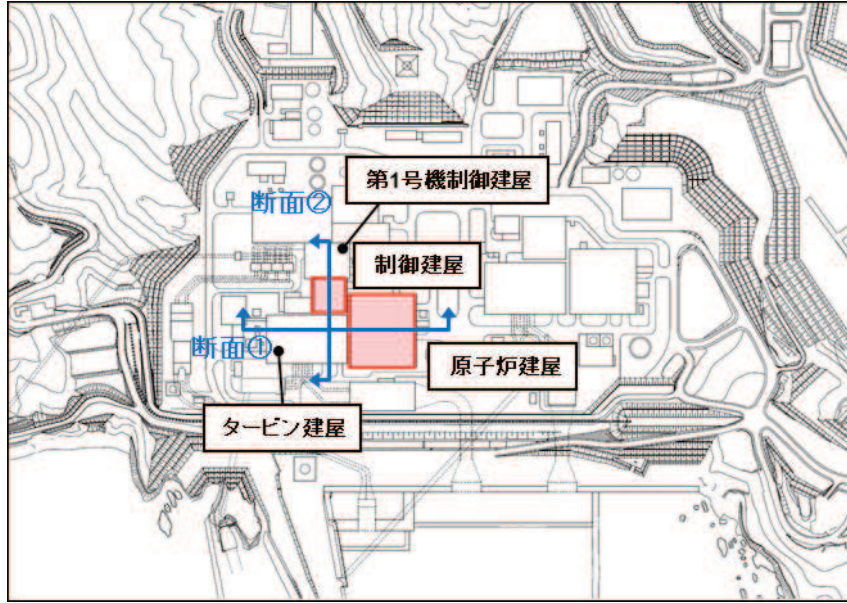 第1号機制御建屋
断面②
制御建屋
断面①
原子炉建屋
タービン建屋